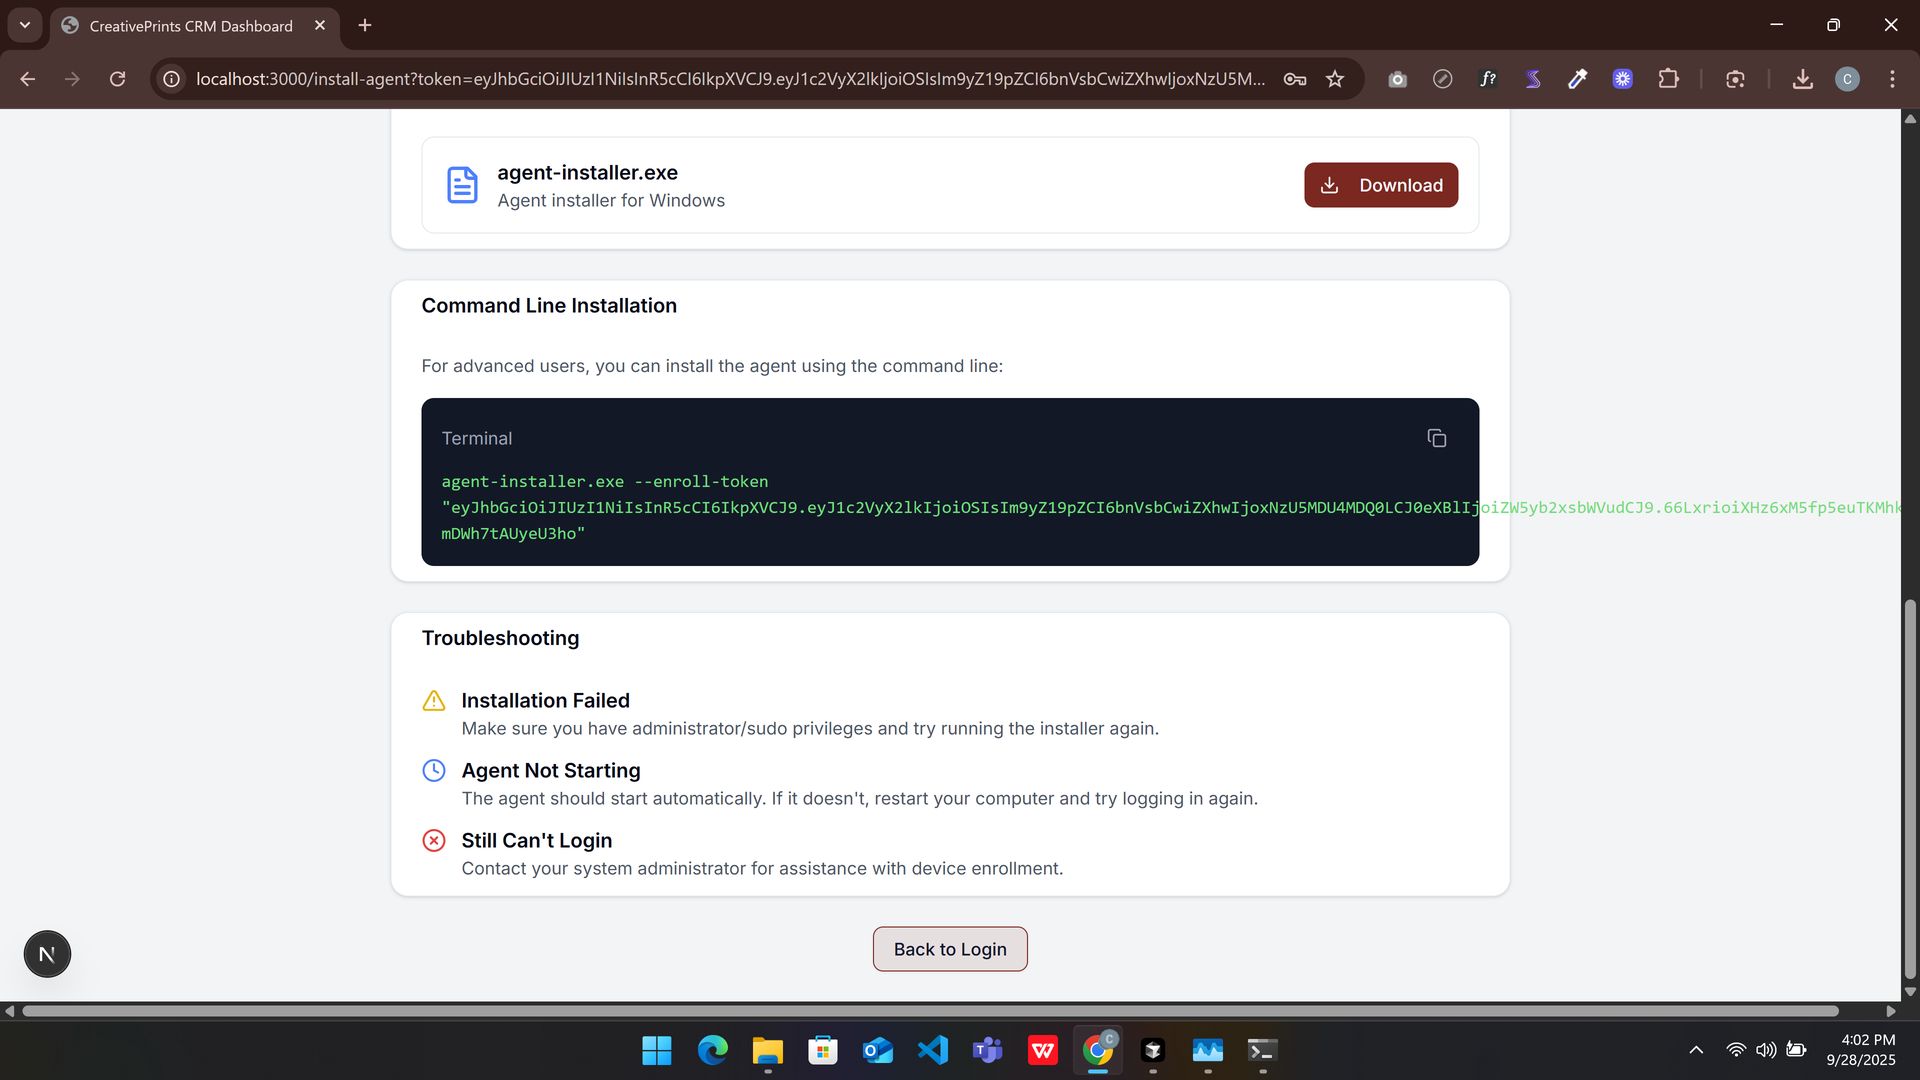 CreativePrints CRM Dashboard
localhost:3000/install-agent?token=eyJhbGciOiJIUzI1NiIsInR5cCI6IkpXVCJ9.eyJ1c2VyX2lkIjoiOSIsIm9yZ19pZCI6bnVsbCwiZXhwIjoxNzU5M...
f?
C
agent-installer.exe
Agent installer for Windows
Download
Command Line Installation
For advanced users, you can install the agent using the command line:
Terminal
agent-installer.exe --enroll-token
"eyJhbGciOiJIUzI1NiIsInR5cCI6IkpXVCJ9.eyJ1c2VyX2lkIjoiOSIsIm9yZ19pZCI6bnVsbCwiZXhwIjoxNzU5MDU4MDQ0LCJ0eXBlIjoiZW5yb2xsbWVudCJ9.66LxrioiXHz6xM5fp5euTKMhk
mDWh7tAUyeU3ho"
Troubleshooting
Installation Failed
Make sure you have administrator/sudo privileges and try running the installer again.
Agent Not Starting
The agent should start automatically. If it doesn't, restart your computer and try logging in again.
Still Can't Login
Contact your system administrator for assistance with device enrollment.
Back to Login
N
4:02 PM
9/28/2025